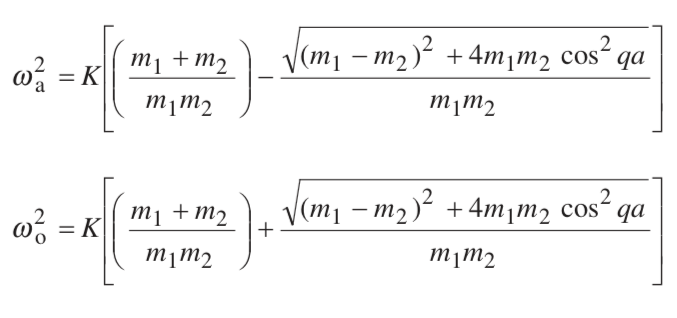 ω_a^2 = K[((m_1 + m_2)/(m_1m_2)) − √((m_1 − m_2)^2 + 4m_1m_2 cos^2 qa)/(m_1m_2)]
ω_o^2 = K[((m_1 + m_2)/(m_1m_2)) + √((m_1 − m_2)^2 + 4m_1m_2 cos^2 qa)/(m_1m_2)]